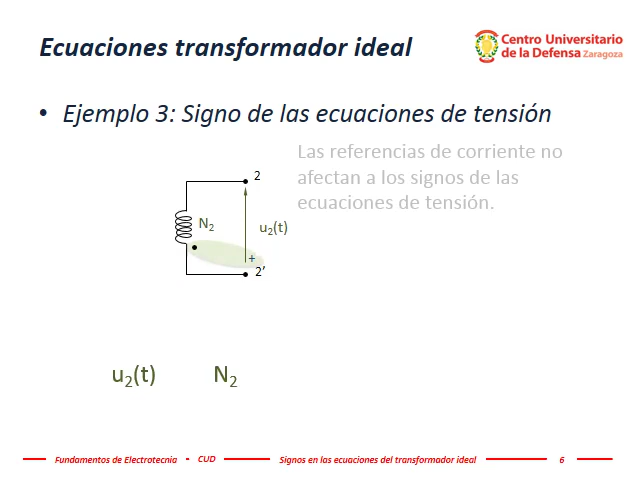 Ecuaciones transformador ideal
Centro Universitario
de la Defensa Zaragoza
• Ejemplo 3: Signo de las ecuaciones de tensión
Las referencias de corriente no
afectan a los signos de las
ecuaciones de tensión.
2
N₂
u₂(t)
+
2’
u₂(t) N₂
Fundamentos de Electrotecnia - CUD Signos en las ecuaciones del transformador ideal 6